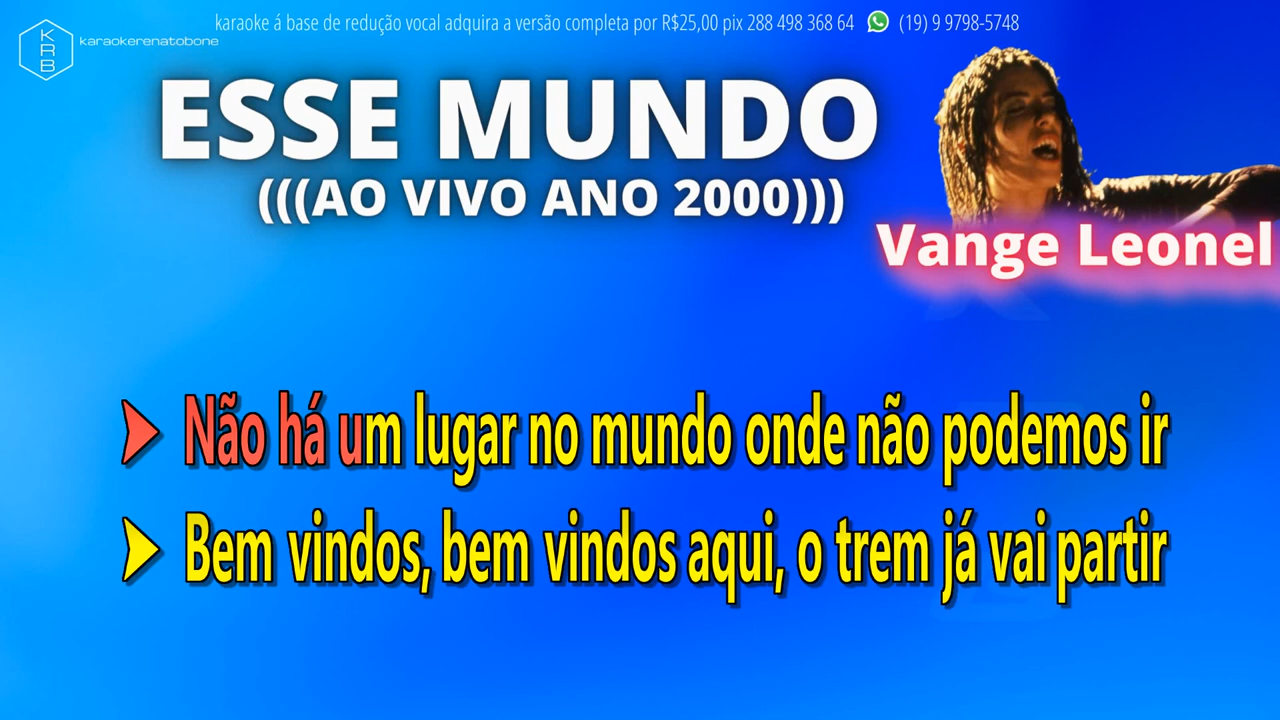 karaoke á base de redução vocal adquira a versão completa por R$25,00 pix 288 498 368 64 (19) 9 9798-5748
KRB
karaokerenatobone
ESSE MUNDO
(((AO VIVO ANO 2000)))
Vange Leonel
Não há um lugar no mundo onde não podemos ir
Bem vindos, bem vindos aqui, o trem já vai partir